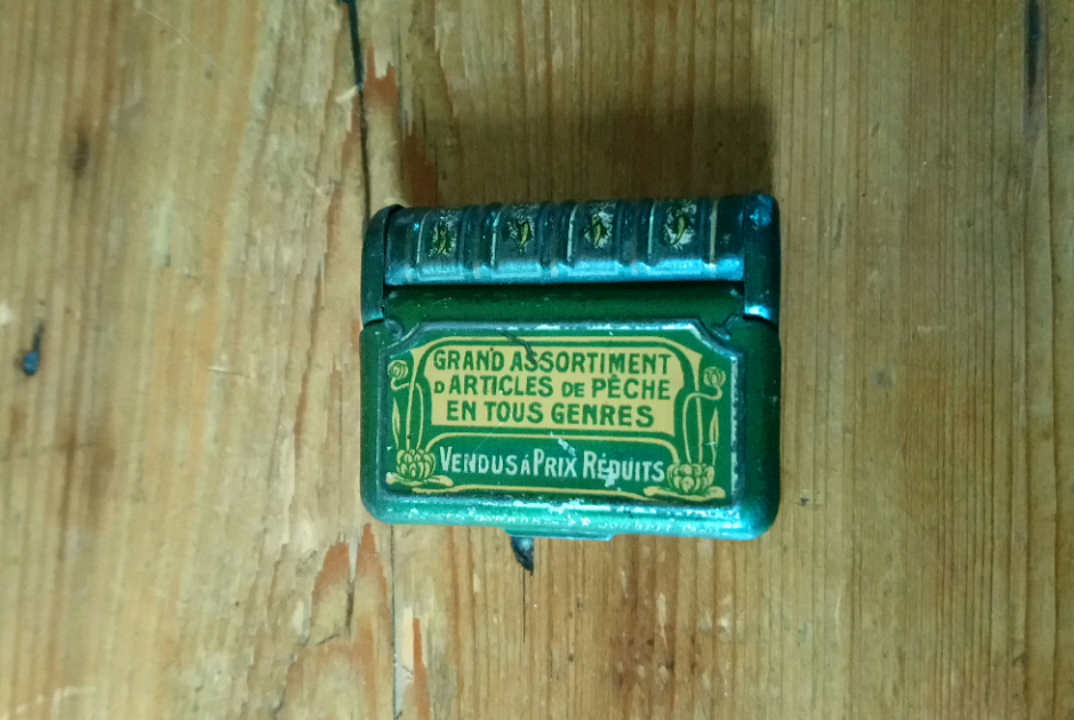 GRAND ASSORTIMENT
D ARTICLES DE PÊCHE
EN TOUS GENRES
VENDUS À PRIX RÉDUITS